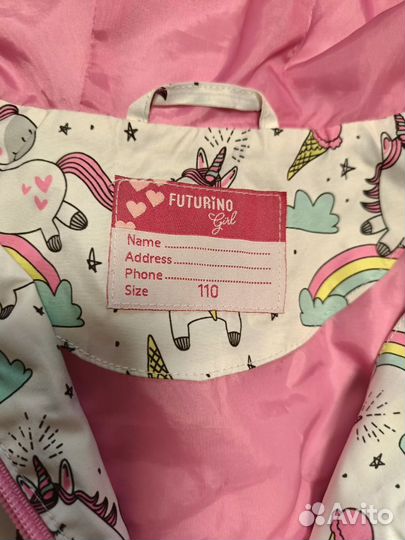 FUTURiNO
Girl
Name
Address
Phone
Size 110
Avito